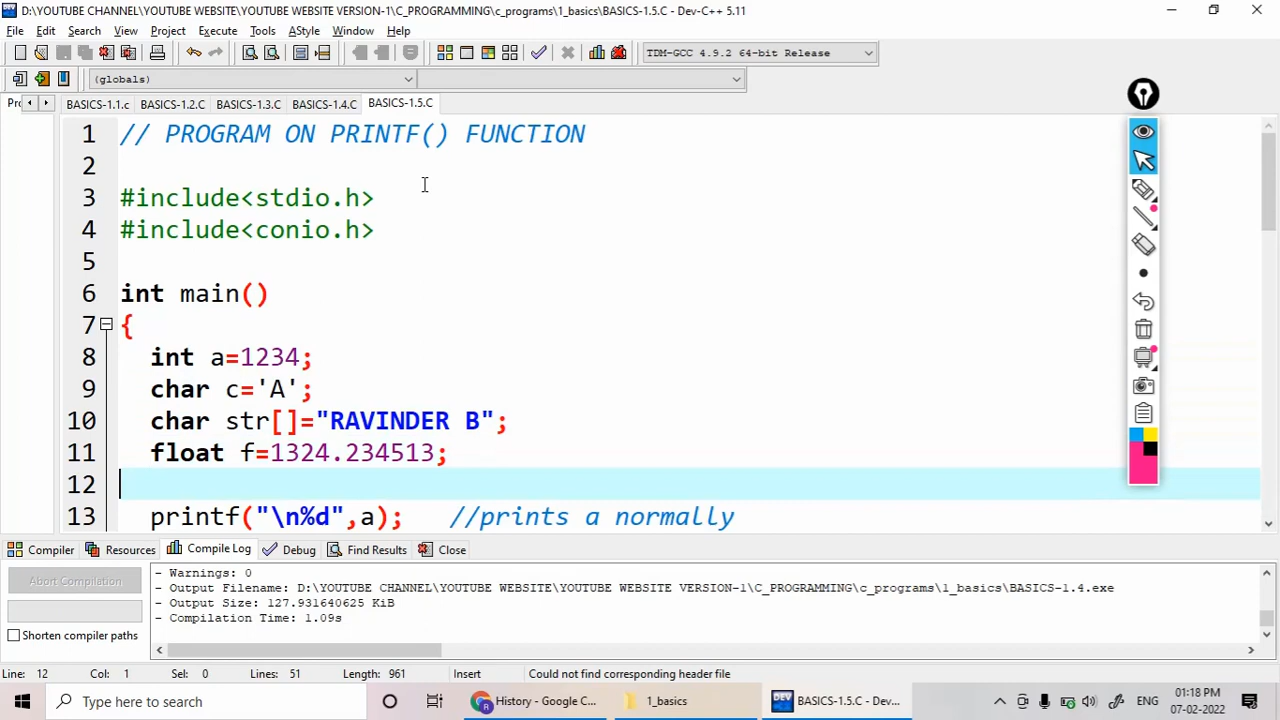 D:\YOUTUBE CHANNEL\YOUTUBE WEBSITE\YOUTUBE WEBSITE VERSION-1\C_PROGRAMMING\c_programs\1_basics\BASICS-1.5.C - Dev-C++ 5.11
File Edit Search View Project Execute Tools AStyle Window Help
TDM-GCC 4.9.2 64-bit Release
(globals)
Pro BASICS-1.1.c BASICS-1.2.C BASICS-1.3.C BASICS-1.4.C BASICS-1.5.C
1 // PROGRAM ON PRINTF() FUNCTION
2
3 #include<stdio.h>
4 #include<conio.h>
5
6 int main()
7 {
8 int a=1234;
9 char c='A';
10 char str[]="RAVINDER B";
11 float f=1324.234513;
12
13 printf("\n%d",a); //prints a normally
Compiler Resources Compile Log Debug Find Results Close
Abort Compilation
Shorten compiler paths
- Warnings: 0
- Output Filename: D:\YOUTUBE CHANNEL\YOUTUBE WEBSITE\YOUTUBE WEBSITE VERSION-1\C_PROGRAMMING\c_programs\1_basics\BASICS-1.4.exe
- Output Size: 127.931640625 KiB
- Compilation Time: 1.09s
Line: 12 Col: 1 Sel: 0 Lines: 51 Length: 961 Insert Could not find corresponding header file
Type here to search
History - Google C...
1_basics
BASICS-1.5.C - Dev...
ENG
01:18 PM
07-02-2022